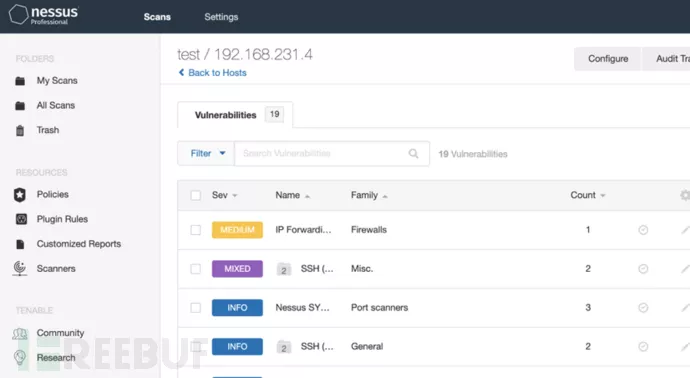 nessus
Professional
Scans
Settings
FOLDERS
My Scans
All Scans
Trash
RESOURCES
Policies
Plugin Rules
Customized Reports
Scanners
TENABLE
Community
Research
test / 192.168.231.4
Back to Hosts
Configure
Audit Tra
Vulnerabilities 19
Filter
Search Vulnerabilities
19 Vulnerabilities
Sev Name Family Count
MEDIUM IP Forwardi... Firewalls 1
MIXED 2 SSH (... Misc. 2
INFO Nessus SY... Port scanners 3
INFO 2 SSH (... General 2
REEBUF